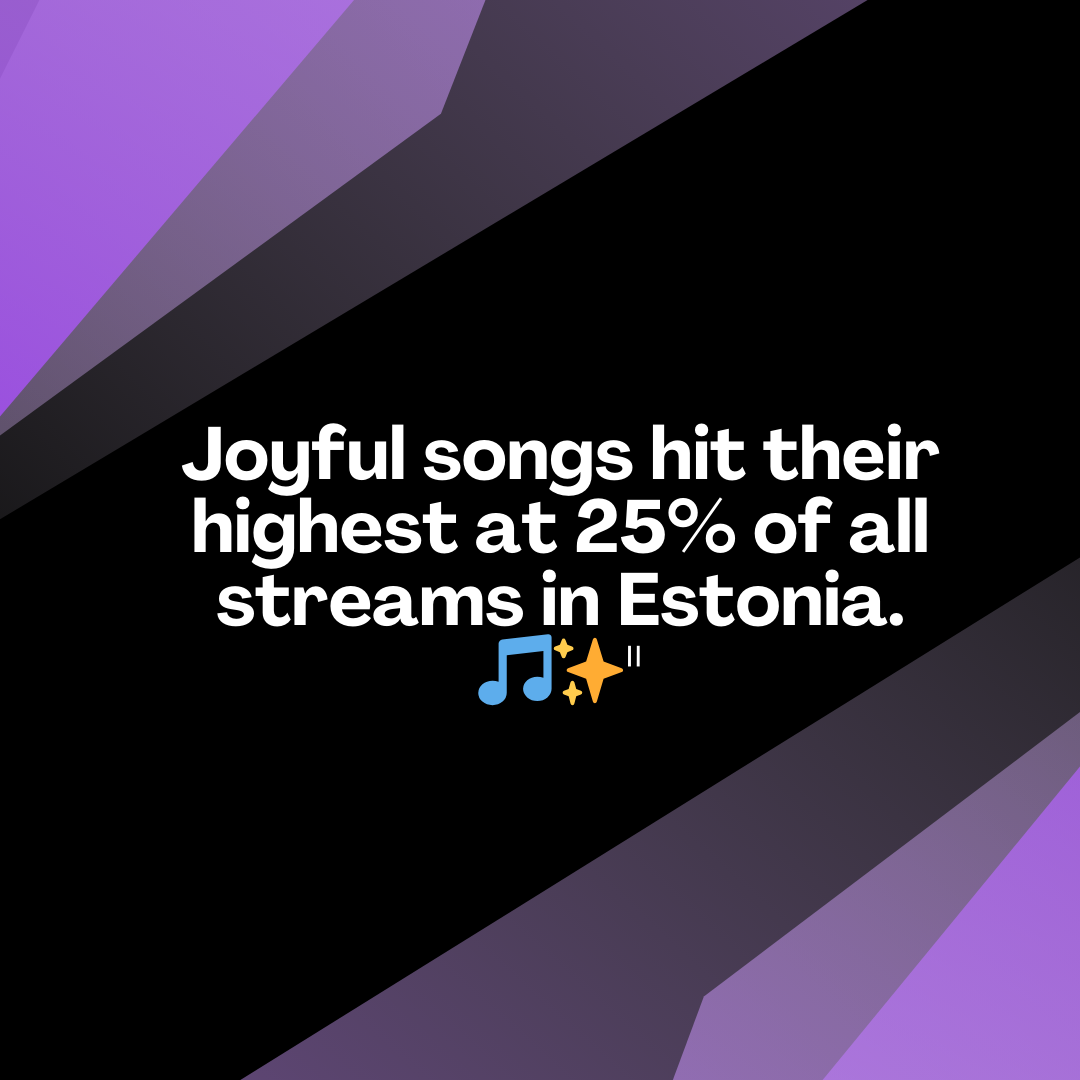 Joyful songs hit their
highest at 25% of all
streams in Estonia.
🎵✨"